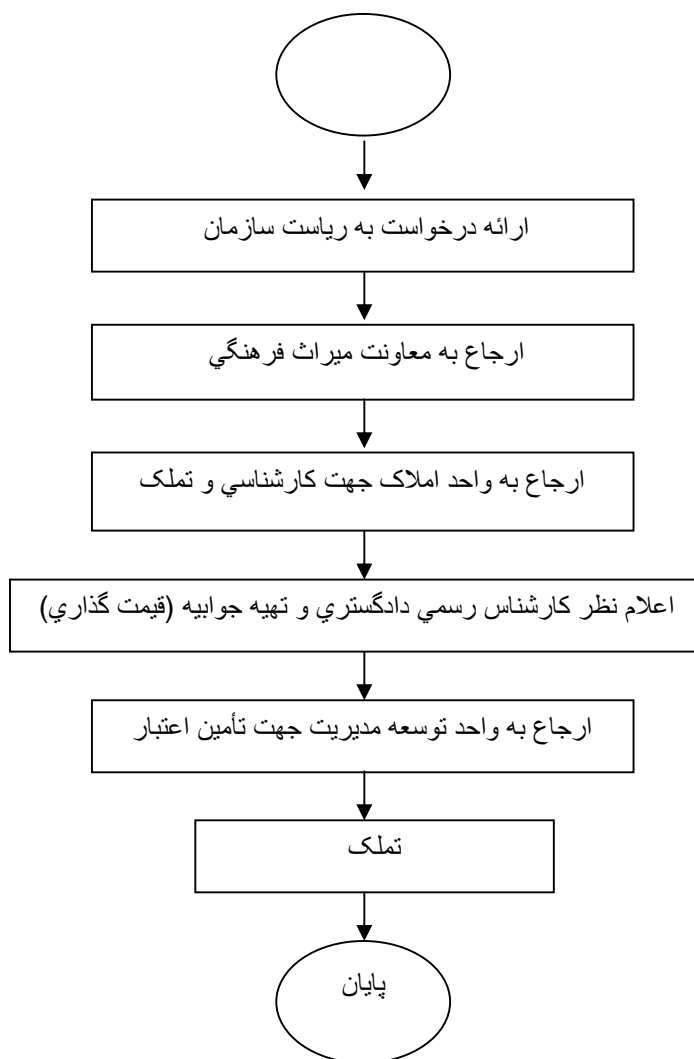 ارائه درخواست به رياست سازمان
ارجاع به معاونت ميراث فرهنگي
ارجاع به واحد املاک جهت کارشناسي و تملک
اعلام نظر کارشناس رسمي دادگستري و تهيه جوابيه (قيمت گذاري)
ارجاع به واحد توسعه مديريت جهت تأمين اعتبار
تملک
پايان